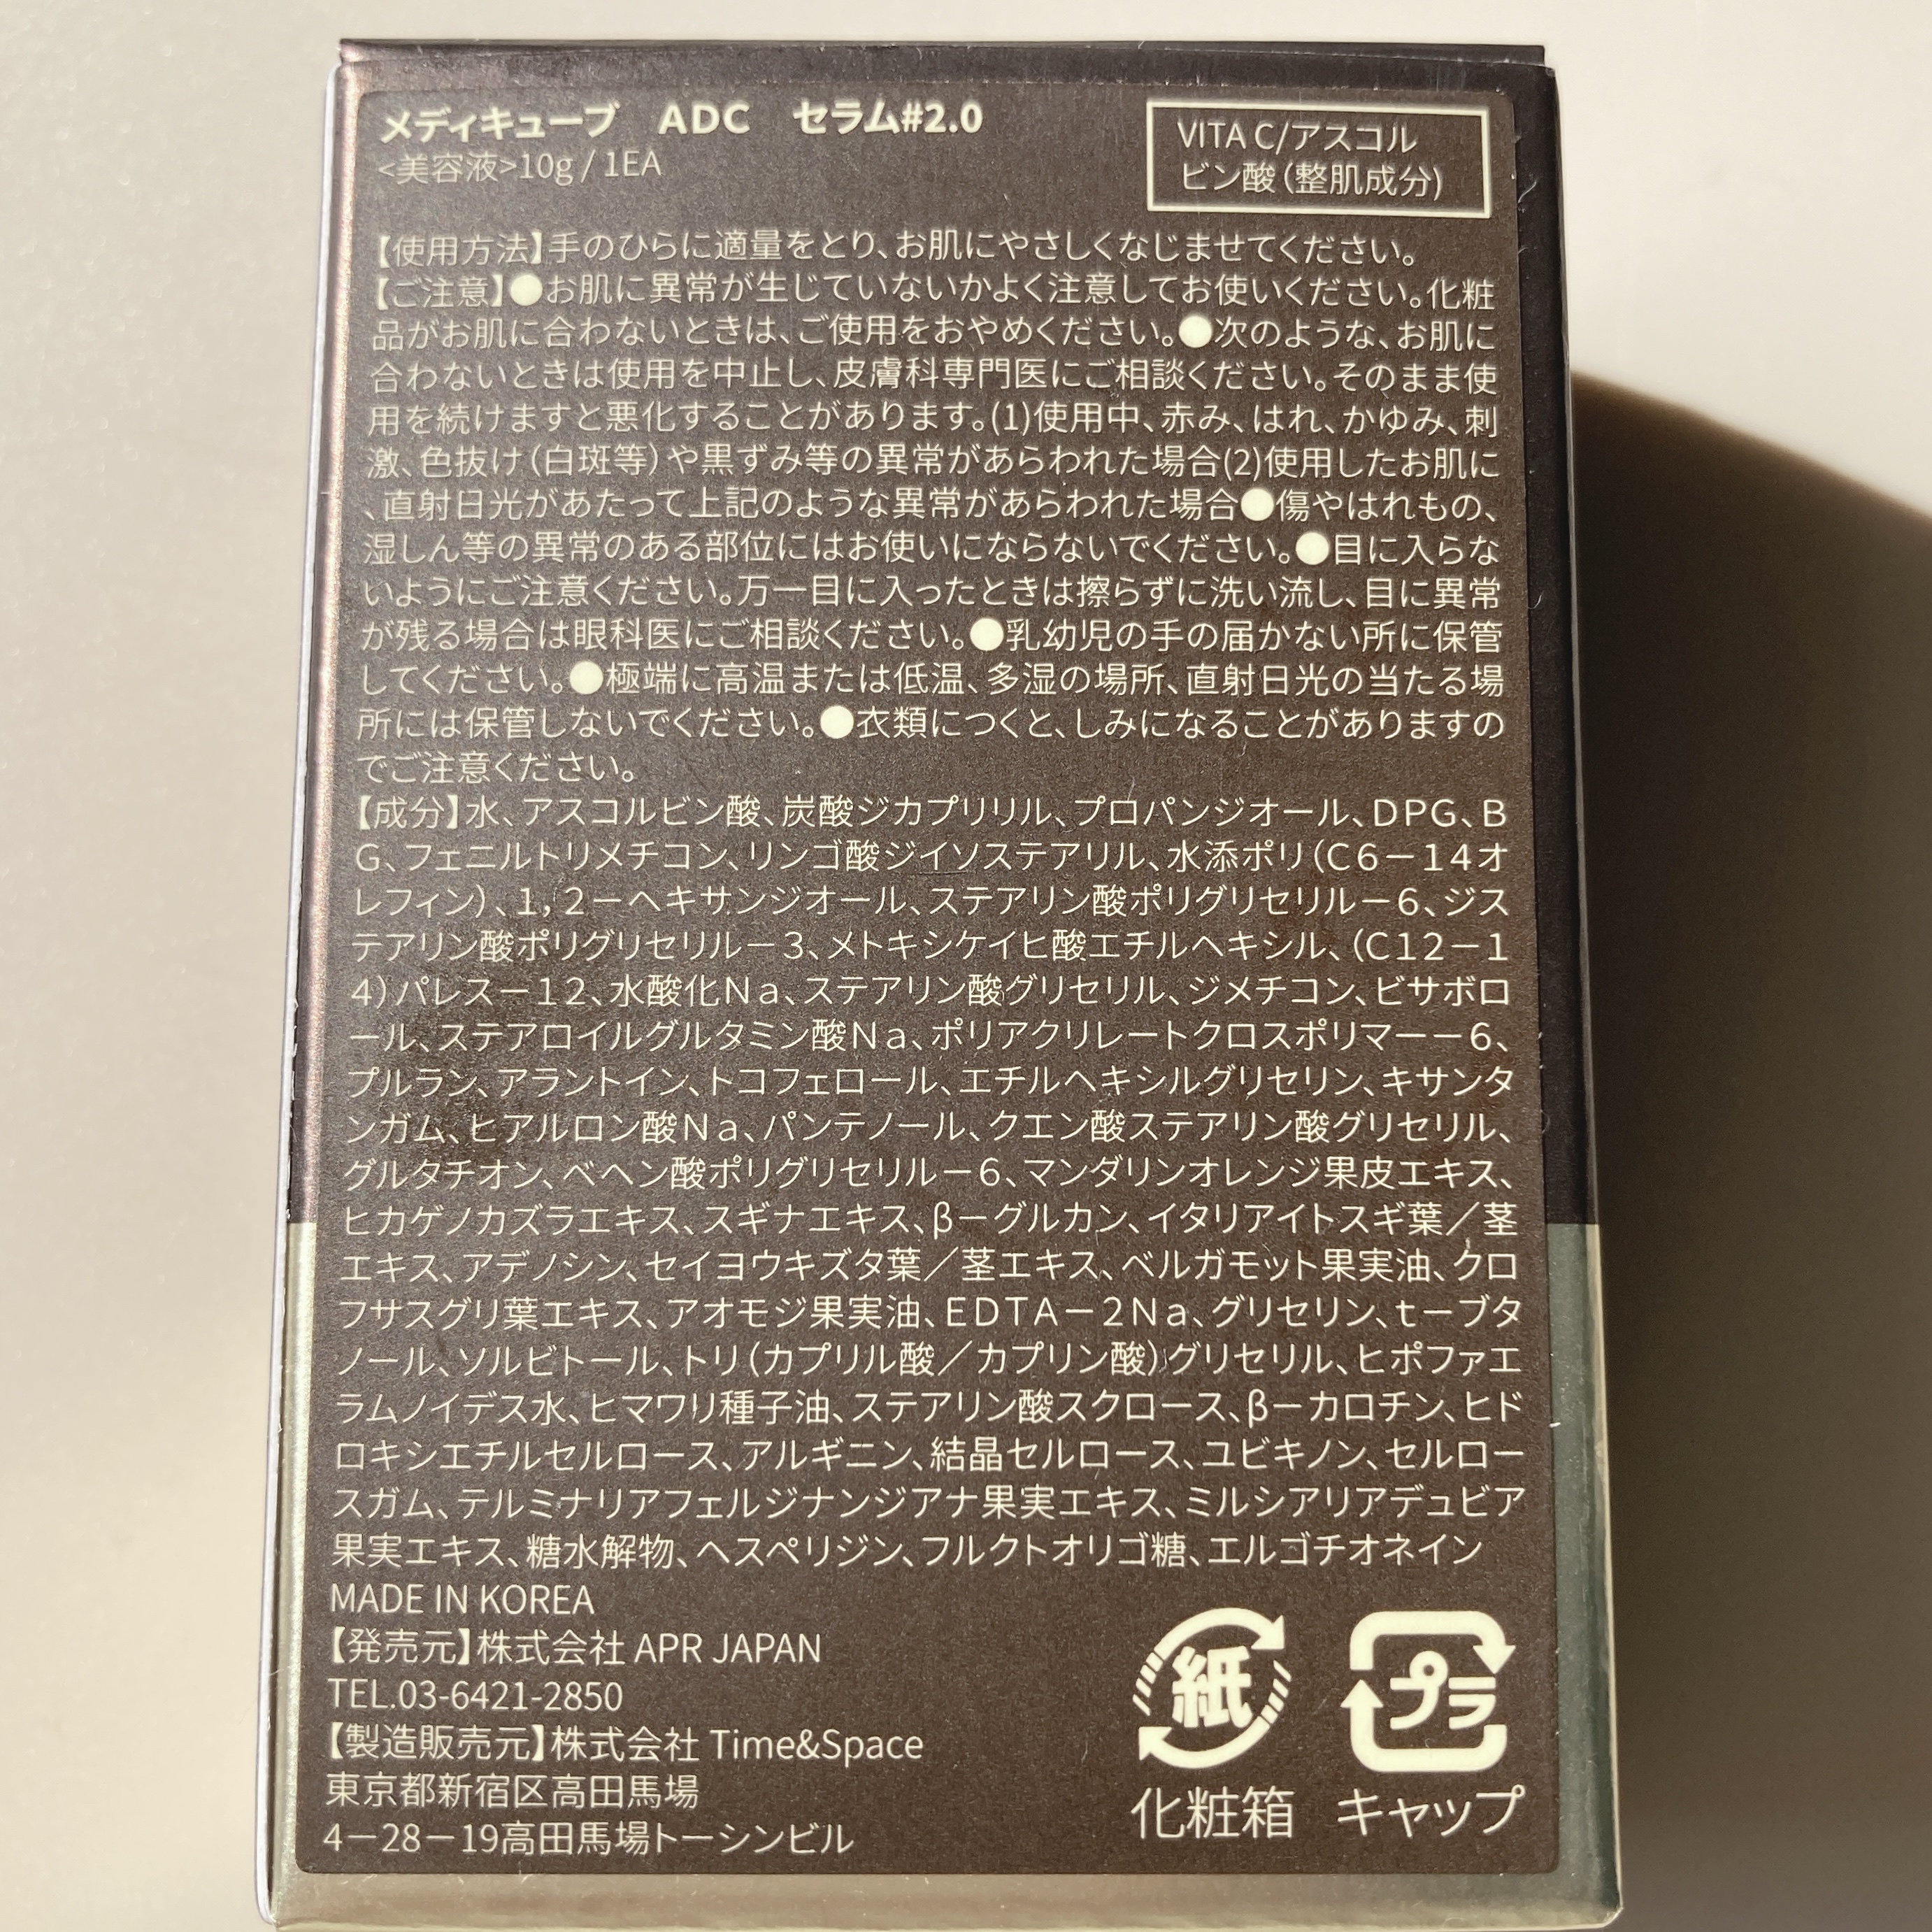 メディキューブ　ADC　セラム#2.0
<美容液>10g / 1EA
VITA C/アスコル
ビン酸（整肌成分）
【使用方法】手のひらに適量をとり、お肌にやさしくなじませてください。
【ご注意】●お肌に異常が生じていないかよく注意してお使いください。化粧
品がお肌に合わないときは、ご使用をおやめください。●次のような、お肌に
合わないときは使用を中止し、皮膚科専門医にご相談ください。そのまま使
用を続けますと悪化することがあります。(1)使用中、赤み、はれ、かゆみ、刺
激、色抜け（白斑等）や黒ずみ等の異常があらわれた場合(2)使用したお肌に
、直射日光があたって上記のような異常があらわれた場合●傷やはれもの、
湿しん等の異常のある部位にはお使いにならないでください。●目に入らな
いようにご注意ください。万一目に入ったときは擦らずに洗い流し、目に異常
が残る場合は眼科医にご相談ください。●乳幼児の手の届かない所に保管
してください。●極端に高温または低温、多湿の場所、直射日光の当たる場
所には保管しないでください。●衣類につくと、しみになることがありますの
でご注意ください。
【成分】水、アスコルビン酸、炭酸ジカプリリル、プロパンジオール、ＤＰＧ、Ｂ
Ｇ、フェニルトリメチコン、リンゴ酸ジイソステアリル、水添ポリ（Ｃ６－１４オ
レフィン）、１，２－ヘキサンジオール、ステアリン酸ポリグリセリル－６、ジス
テアリン酸ポリグリセリル－３、メトキシケイヒ酸エチルヘキシル、（Ｃ１２－１
４）パレス－１２、水酸化Ｎａ、ステアリン酸グリセリル、ジメチコン、ビサボロ
ール、ステアロイルグルタミン酸Ｎａ、ポリアクリレートクロスポリマー－６、
プルラン、アラントイン、トコフェロール、エチルヘキシルグリセリン、キサンタ
ンガム、ヒアルロン酸Ｎａ、パンテノール、クエン酸ステアリン酸グリセリル、
グルタチオン、ベヘン酸ポリグリセリル－６、マンダリンオレンジ果皮エキス、
ヒカゲノカズラエキス、スギナエキス、β－グルカン、イタリアイトスギ葉／茎
エキス、アデノシン、セイヨウキズタ葉／茎エキス、ベルガモット果実油、クロ
フサスグリ葉エキス、アオモジ果実油、ＥＤＴＡ－２Ｎａ、グリセリン、ｔ－ブタ
ノール、ソルビトール、トリ（カプリル酸／カプリン酸）グリセリル、ヒポファエ
ラムノイデス水、ヒマワリ種子油、ステアリン酸スクロース、β－カロチン、ヒド
ロキシエチルセルロース、アルギニン、結晶セルロース、ユビキノン、セルロー
スガム、テルミナリアフェルジナンジアナ果実エキス、ミルシアリアデュビア
果実エキス、糖水解物、ヘスペリジン、フルクトオリゴ糖、エルゴチオネイン
MADE IN KOREA
【発売元】株式会社 APR JAPAN
TEL.03-6421-2850
【製造販売元】株式会社 Time&Space
東京都新宿区高田馬場
4－28－19高田馬場トーシンビル
紙
プラ
化粧箱
キャップ